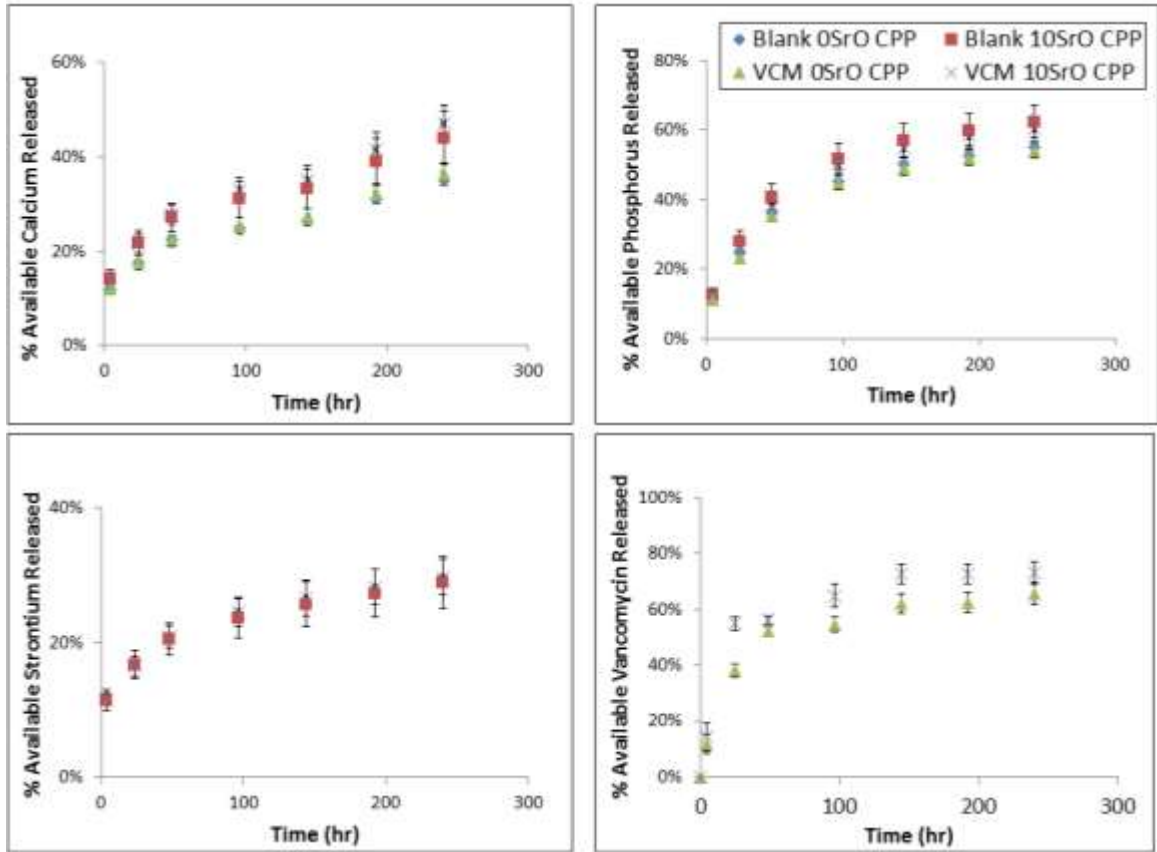 % Available Calcium Released
60%
40%
20%
0%
0
100
200
300
Time (hr)
Blank 0SrO CPP
Blank 10SrO CPP
VCM 0SrO CPP
VCM 10SrO CPP
% Available Phosphorus Released
80%
60%
40%
20%
0%
0
100
200
300
Time (hr)
% Available Strontium Released
40%
20%
0%
0
100
200
300
Time (hr)
% Available Vancomycin Released
100%
80%
60%
40%
20%
0%
0
100
200
300
Time (hr)